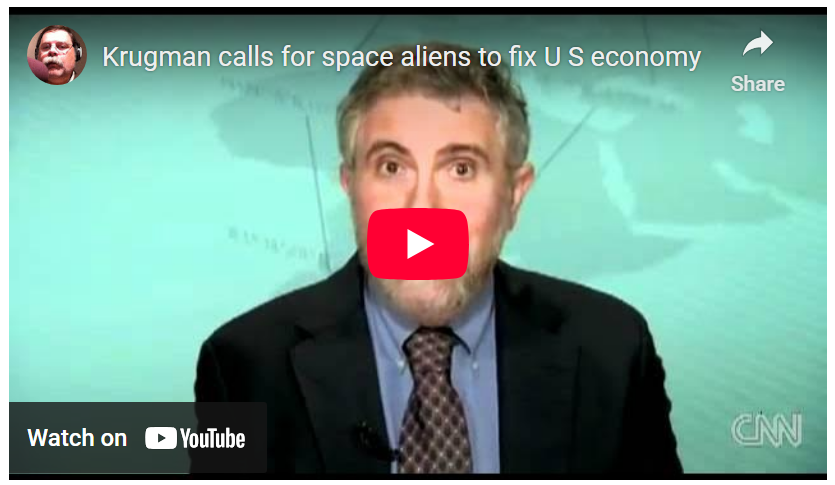 Krugman calls for space aliens to fix U S economy
Share
Watch on YouTube
CNN